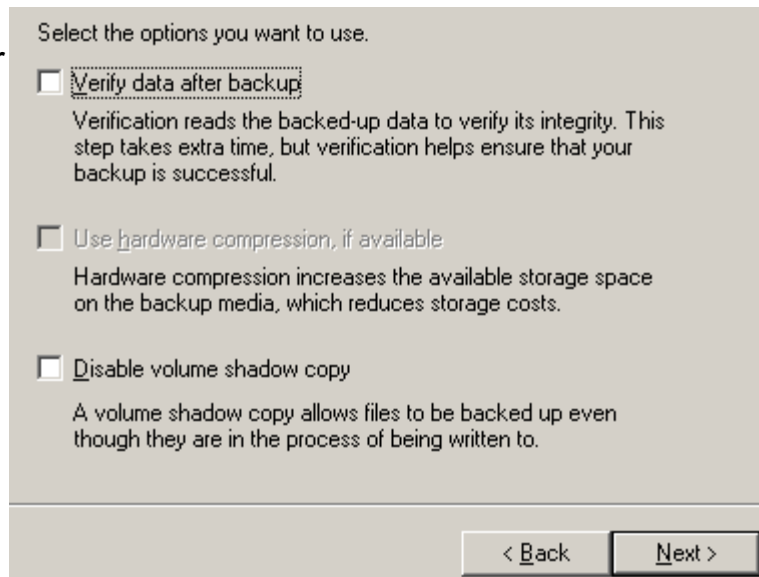 Select the options you want to use.
r
Verify data after backup
Verification reads the backed-up data to verify its integrity. This
step takes extra time, but verification helps ensure that your
backup is successful.
Use hardware compression, if available
Hardware compression increases the available storage space
on the backup media, which reduces storage costs.
Disable volume shadow copy
A volume shadow copy allows files to be backed up even
though they are in the process of being written to.
< Back
Next >